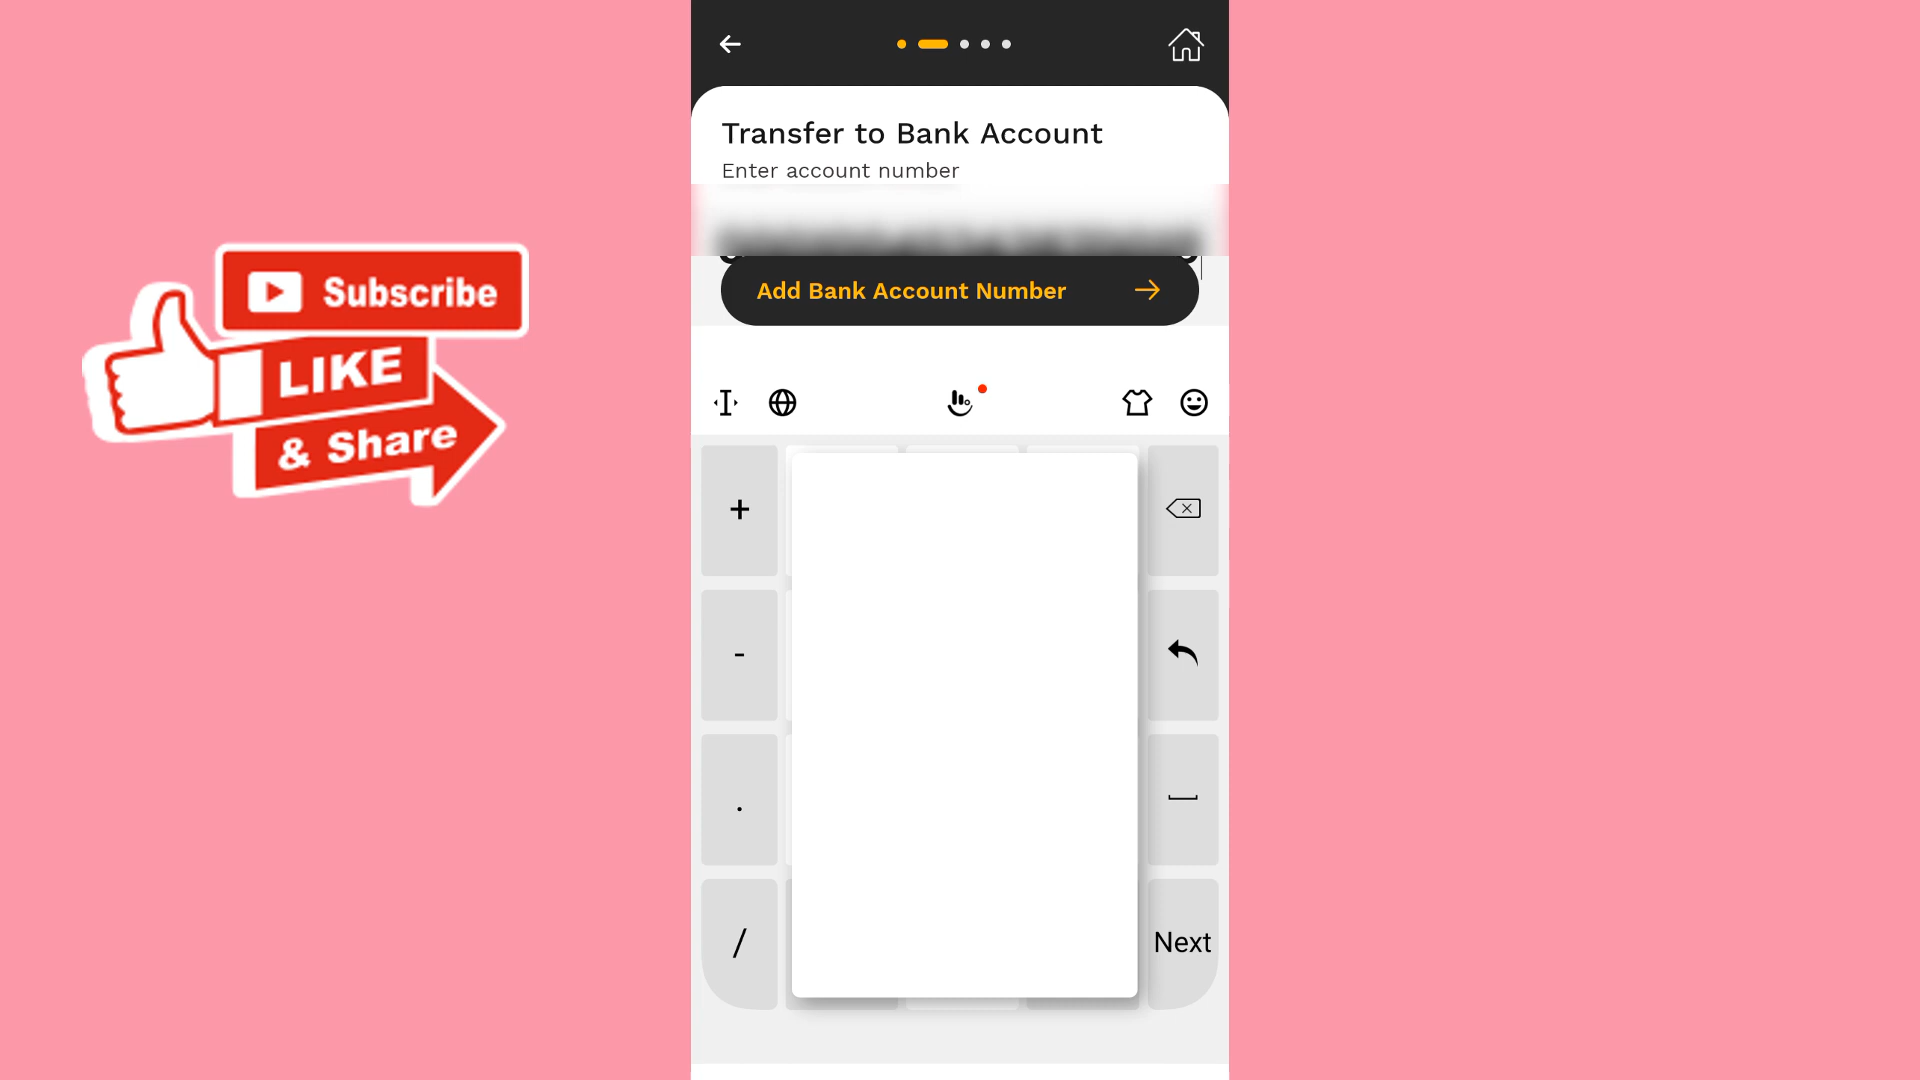 Transfer to Bank Account
Enter account number
Add Bank Account Number
Subscribe
LIKE
& Share
+
-
.
/
Next